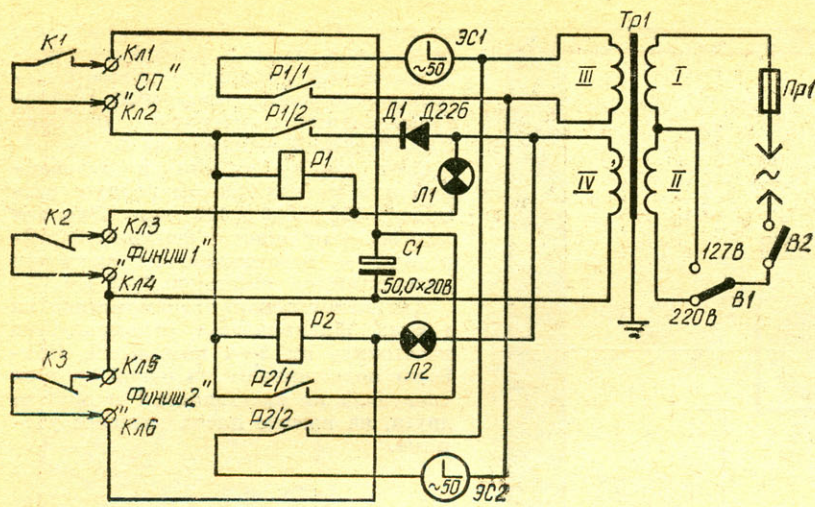 К1
Кл1
"СП"
Кл2
ЭС1
~50
Р1/1
Р1/2
Д1 Д226
Р1
Л1
III
IV
Тр1
I
II
Пр1
~
127В
220В
В1
В2
К2
Кл3
"Финиш1"
Кл4
С1
50,0×20В
Р2
Л2
К3
Кл5
"Финиш2"
Кл6
Р2/1
Р2/2
~50
ЭС2